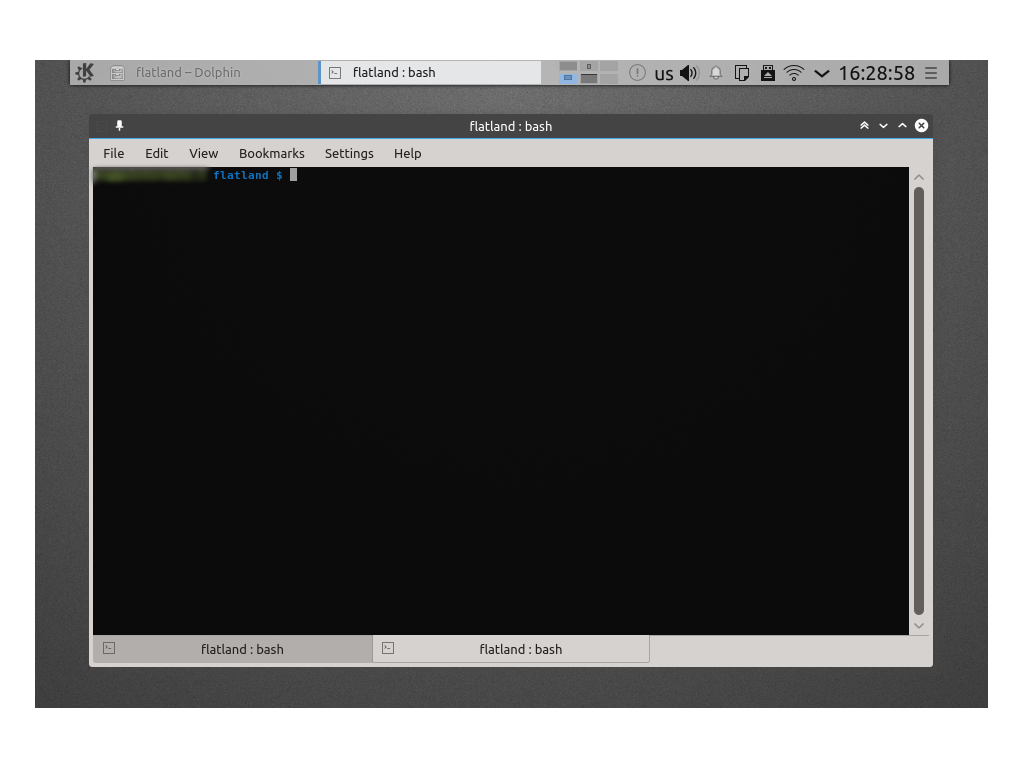 flatland – Dolphin flatland : bash us 16:28:58
flatland : bash
File Edit View Bookmarks Settings Help
flatland $
flatland : bash flatland : bash